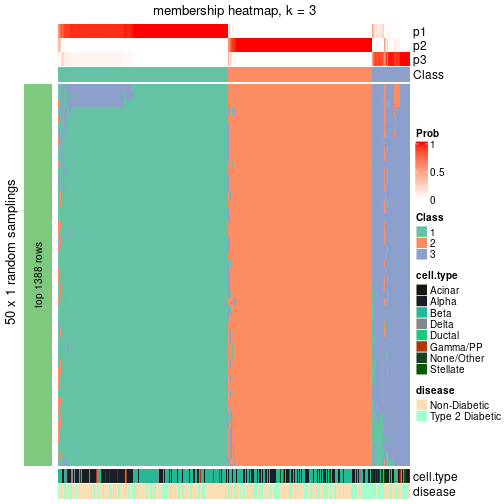 membership heatmap, k = 3
p1
p2
p3
Class
50 x 1 random samplings
top 1388 rows
Prob
1
0.5
0
Class
1
2
3
cell.type
Acinar
Alpha
Beta
Delta
Ductal
Gamma/PP
None/Other
Stellate
disease
Non-Diabetic
Type 2 Diabetic
cell.type
disease